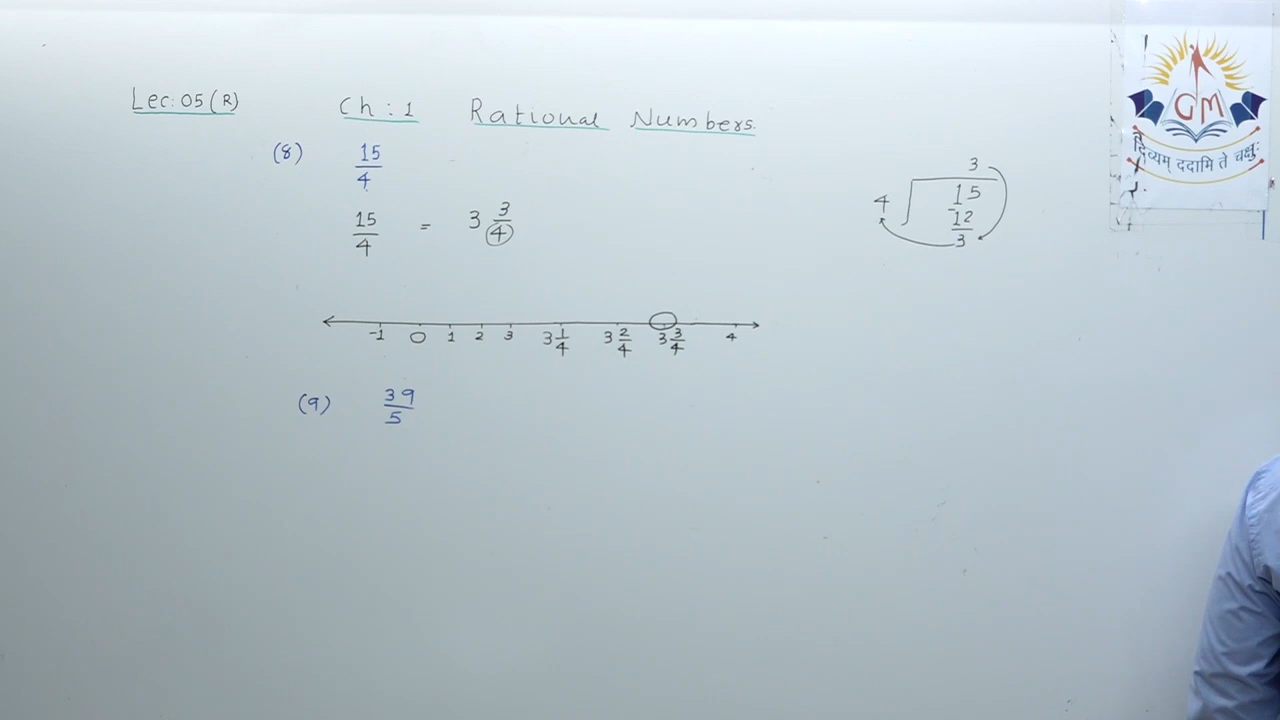 Lec: 05 (R) Ch : 1 Rational Numbers.
(8) 15/4
15/4 = 3 3/4
3
4 15
-12
3
-1 0 1 2 3 3 1/4 3 2/4 3 3/4 4
(9) 39/5
GM
दिव्यम् ददामि ते चक्षुः